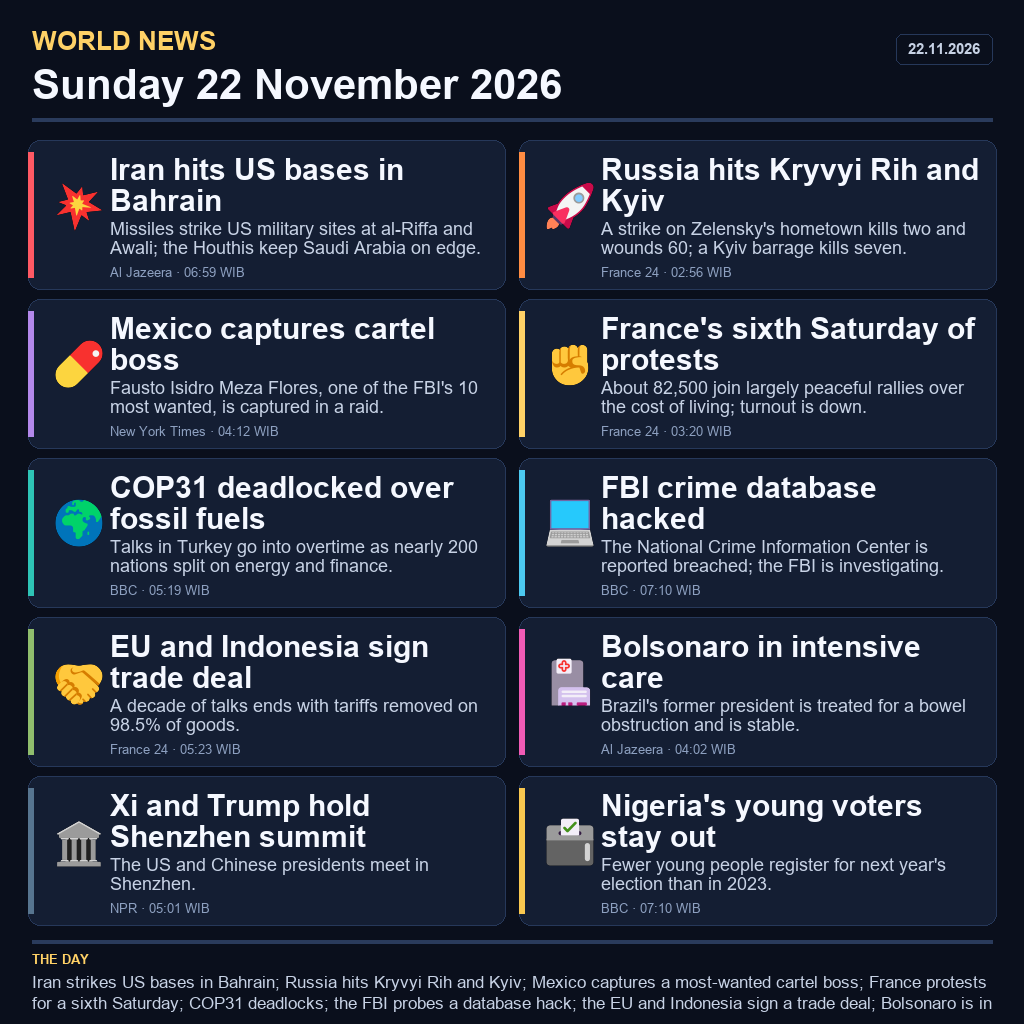 WORLD NEWS
Sunday 22 November 2026
22.11.2026
Iran hits US bases in
Bahrain
Missiles strike US military sites at al-Riffa and
Awali; the Houthis keep Saudi Arabia on edge.
Al Jazeera · 06:59 WIB
Russia hits Kryvyi Rih and
Kyiv
A strike on Zelensky's hometown kills two and
wounds 60; a Kyiv barrage kills seven.
France 24 · 02:56 WIB
Mexico captures cartel
boss
Fausto Isidro Meza Flores, one of the FBI's 10
most wanted, is captured in a raid.
New York Times · 04:12 WIB
France's sixth Saturday of
protests
About 82,500 join largely peaceful rallies over
the cost of living; turnout is down.
France 24 · 03:20 WIB
COP31 deadlocked over
fossil fuels
Talks in Turkey go into overtime as nearly 200
nations split on energy and finance.
BBC · 05:19 WIB
FBI crime database
hacked
The National Crime Information Center is
reported breached; the FBI is investigating.
BBC · 07:10 WIB
EU and Indonesia sign
trade deal
A decade of talks ends with tariffs removed on
98.5% of goods.
France 24 · 05:23 WIB
Bolsonaro in intensive
care
Brazil's former president is treated for a bowel
obstruction and is stable.
Al Jazeera · 04:02 WIB
Xi and Trump hold
Shenzhen summit
The US and Chinese presidents meet in
Shenzhen.
NPR · 05:01 WIB
Nigeria's young voters
stay out
Fewer young people register for next year's
election than in 2023.
BBC · 07:10 WIB
THE DAY
Iran strikes US bases in Bahrain; Russia hits Kryvyi Rih and Kyiv; Mexico captures a most-wanted cartel boss; France protests
for a sixth Saturday; COP31 deadlocks; the FBI probes a database hack; the EU and Indonesia sign a trade deal; Bolsonaro is in